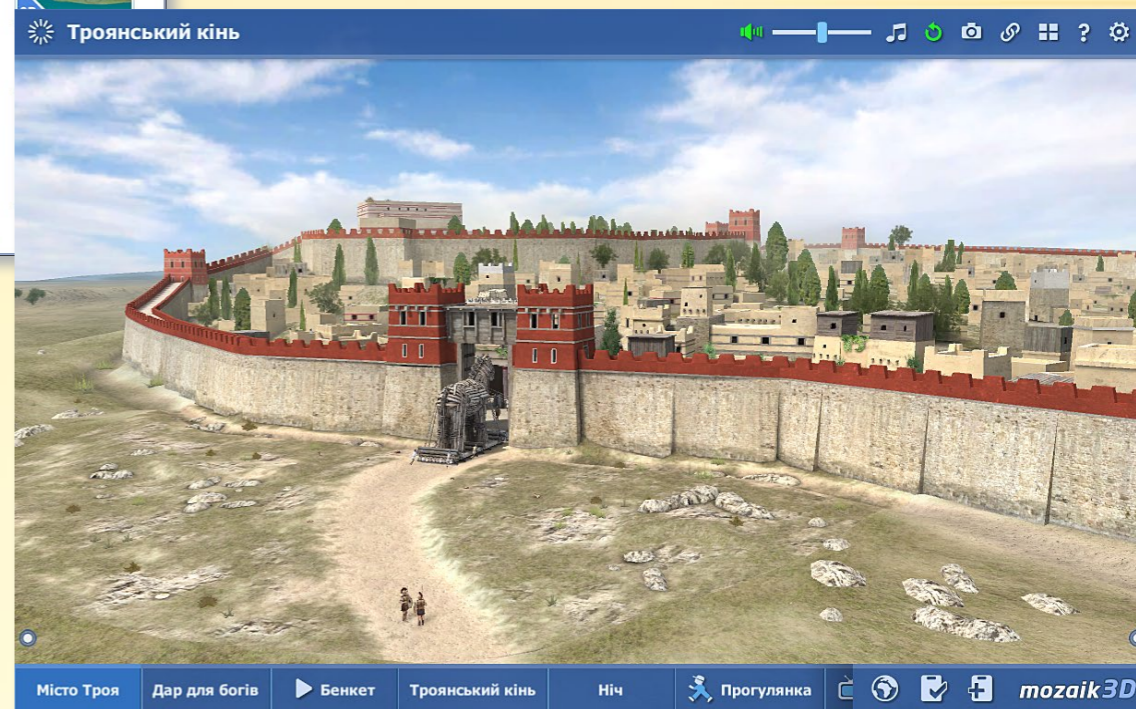 Троянський кінь
?
Місто Троя
Дар для богів
Бенкет
Троянський кінь
Ніч
Прогулянка
mozaik3D